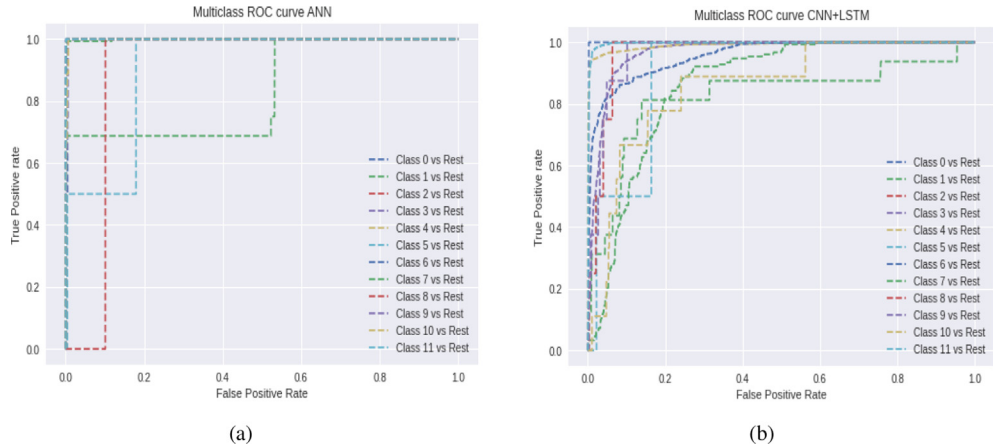 Multiclass ROC curve ANN
True Positive rate
1.0
0.8
0.6
0.4
0.2
0.0
Class 0 vs Rest
Class 1 vs Rest
Class 2 vs Rest
Class 3 vs Rest
Class 4 vs Rest
Class 5 vs Rest
Class 6 vs Rest
Class 7 vs Rest
Class 8 vs Rest
Class 9 vs Rest
Class 10 vs Rest
Class 11 vs Rest
0.0 0.2 0.4 0.6 0.8 1.0
False Positive Rate
(a)
Multiclass ROC curve CNN+LSTM
True Positive rate
1.0
0.8
0.6
0.4
0.2
0.0
Class 0 vs Rest
Class 1 vs Rest
Class 2 vs Rest
Class 3 vs Rest
Class 4 vs Rest
Class 5 vs Rest
Class 6 vs Rest
Class 7 vs Rest
Class 8 vs Rest
Class 9 vs Rest
Class 10 vs Rest
Class 11 vs Rest
0.0 0.2 0.4 0.6 0.8 1.0
False Positive Rate
(b)